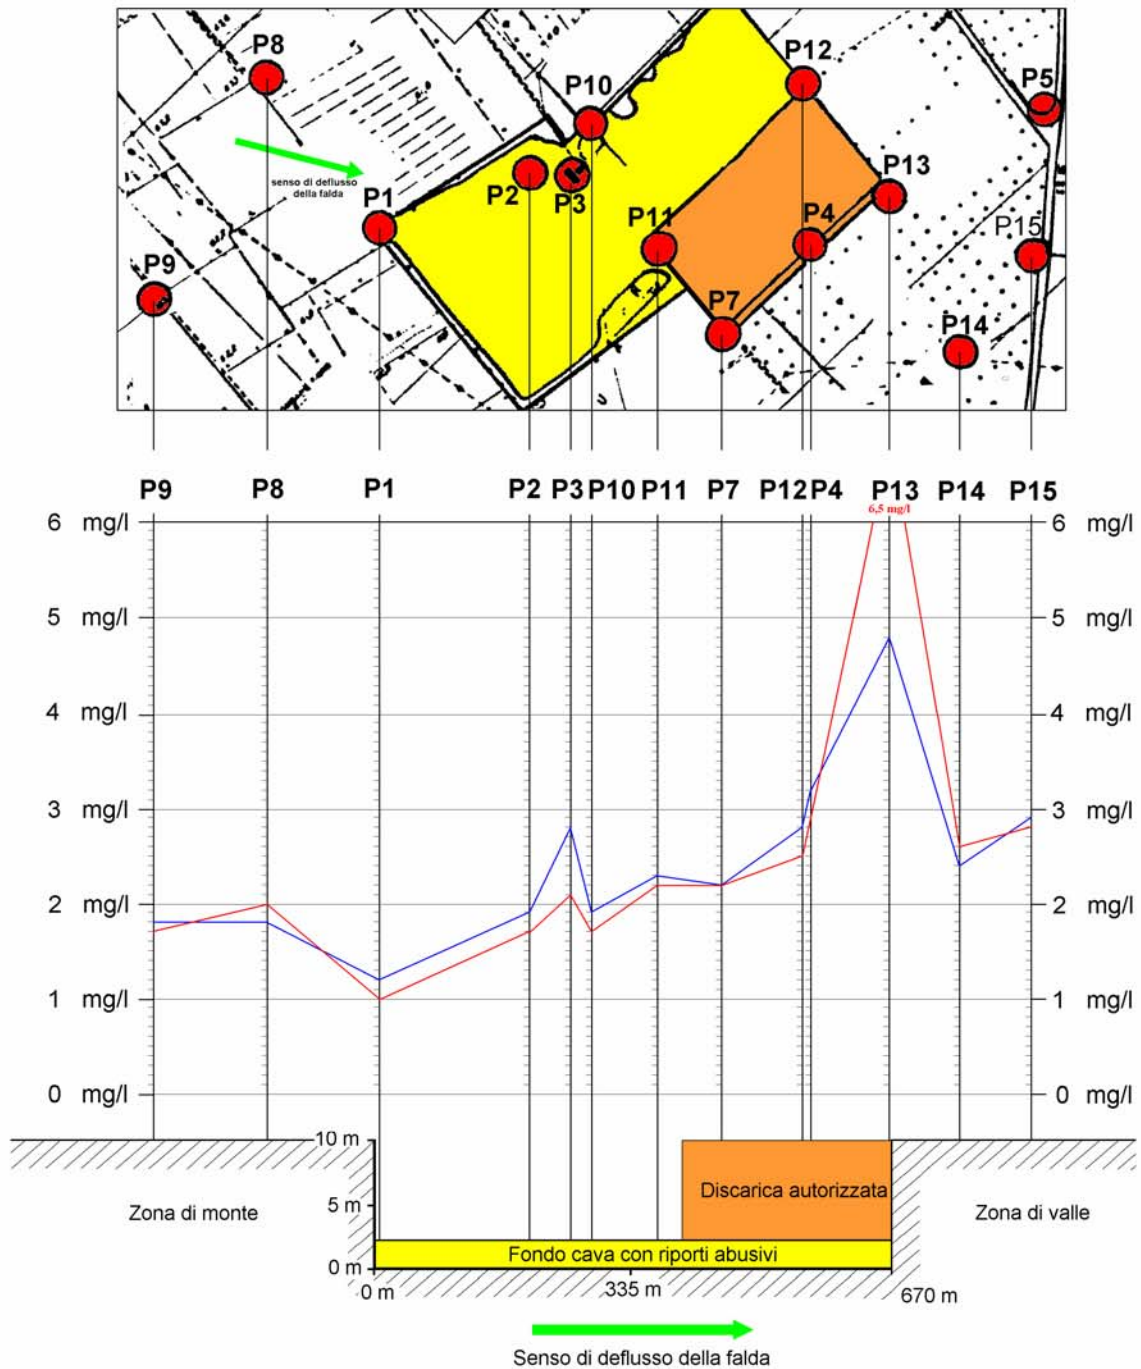 P8
P12
P5
P10
senso di deflusso
della falda
P2
P3
P1
P13
P11
P4
P15
P9
P7
P14
P9 P8 P1 P2 P3 P10 P11 P7 P12 P4 P13 P14 P15
6,5 mg/l
6 mg/l 6 mg/l
5 mg/l 5 mg/l
4 mg/l 4 mg/l
3 mg/l 3 mg/l
2 mg/l 2 mg/l
1 mg/l 1 mg/l
0 mg/l 0 mg/l
10 m
Discarica autorizzata
5 m
Zona di monte Zona di valle
Fondo cava con riporti abusivi
0 m
0 m 335 m 670 m
Senso di deflusso della falda